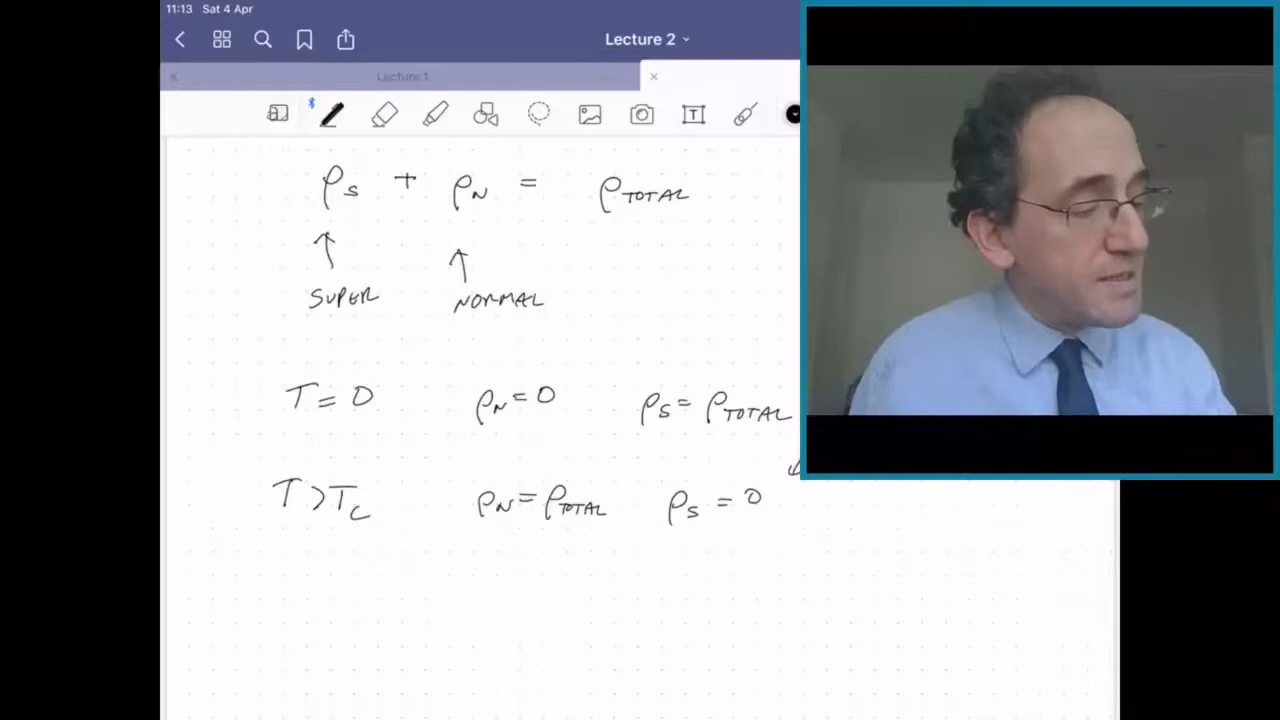 11:13 Sat 4 Apr
Lecture 2
Lecture 1
T
ρS + ρN = ρTOTAL
SUPER NORMAL
T = 0 ρN = 0 ρS = ρTOTAL
T > TC ρN = ρTOTAL ρS = 0